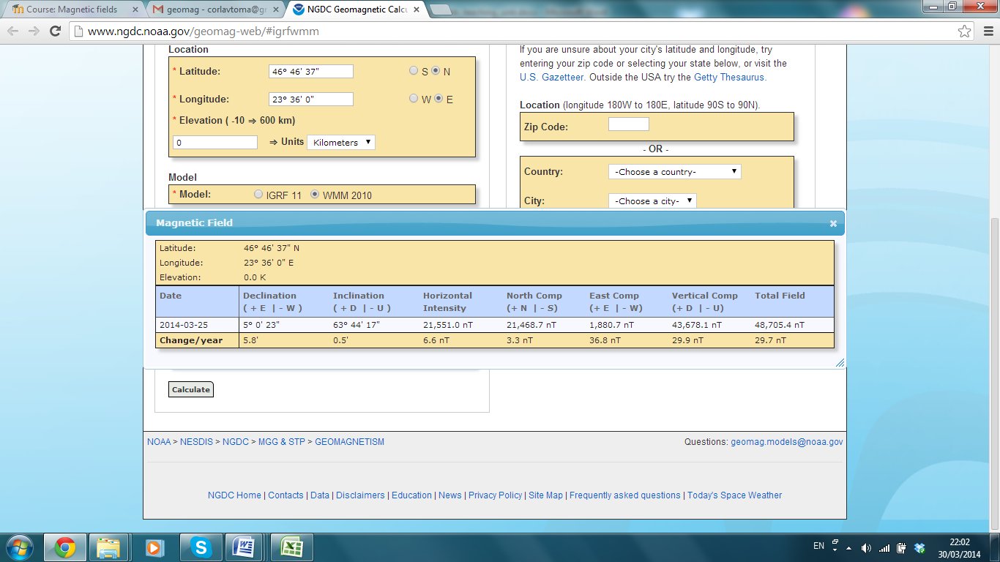 Course: Magnetic fields
geomag - corlavtoma@g
NGDC Geomagnetic Calc
www.ngdc.noaa.gov/geomag-web/#igrfwmm
Location
* Latitude: 46° 46' 37" S N
* Longitude: 23° 36' 0" W E
* Elevation ( -10 ⇒ 600 km)
0 ⇒ Units Kilometers
Model
* Model: IGRF 11 WMM 2010
If you are unsure about your city's latitude and longitude, try
entering your zip code or selecting your state below, or visit the
U.S. Gazetteer. Outside the USA try the Getty Thesaurus.
Location (longitude 180W to 180E, latitude 90S to 90N).
Zip Code:
- OR -
Country: -Choose a country-
City: -Choose a city-
Magnetic Field
Latitude: 46° 46' 37" N
Longitude: 23° 36' 0" E
Elevation: 0.0 K
Date Declination Inclination Horizontal North Comp East Comp Vertical Comp Total Field
( + E | - W ) ( + D | - U ) Intensity (+ N | - S) (+ E | - W) (+ D | - U)
2014-03-25 5° 0' 23" 63° 44' 17" 21,551.0 nT 21,468.7 nT 1,880.7 nT 43,678.1 nT 48,705.4 nT
Change/year 5.8' 0.5' 6.6 nT 3.3 nT 36.8 nT 29.9 nT 29.7 nT
Calculate
NOAA > NESDIS > NGDC > MGG & STP > GEOMAGNETISM
Questions: geomag.models@noaa.gov
NGDC Home | Contacts | Data | Disclaimers | Education | News | Privacy Policy | Site Map | Frequently asked questions | Today's Space Weather
EN
22:02
30/03/2014